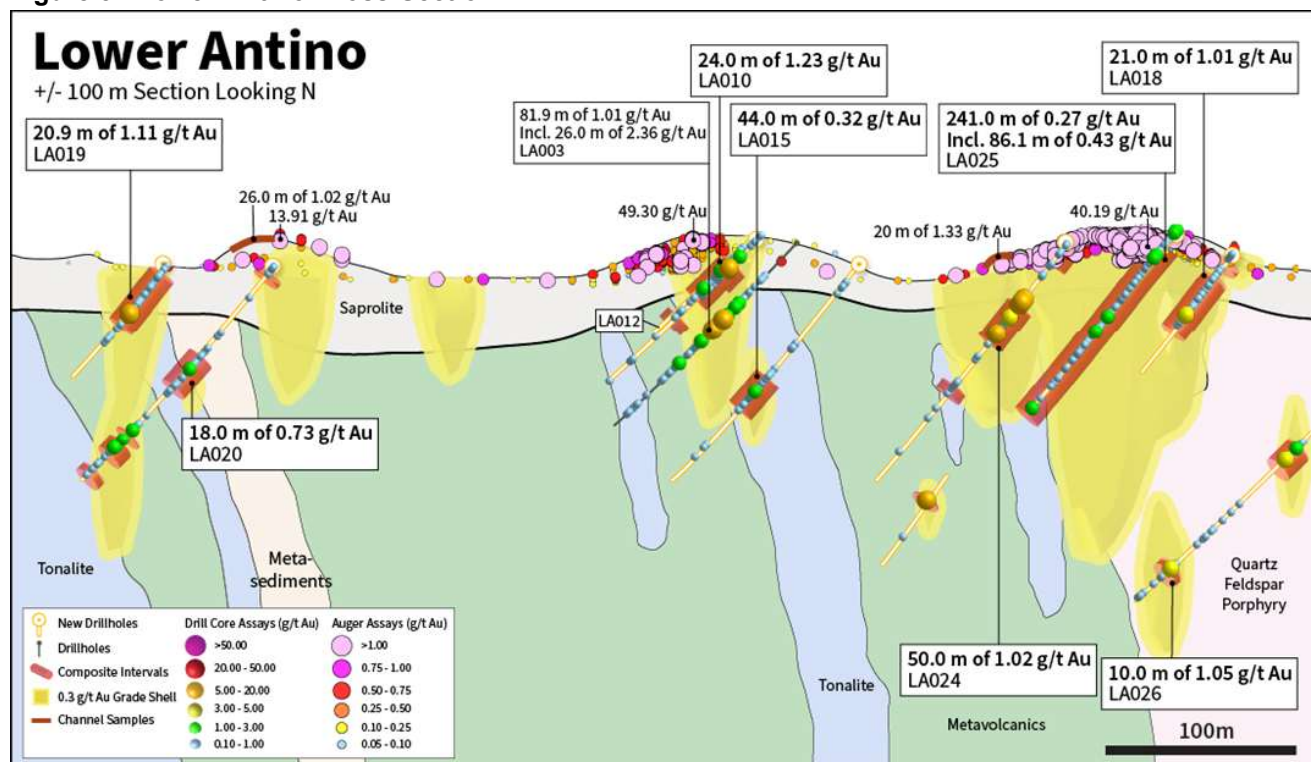 Lower Antino
+/- 100 m Section Looking N
20.9 m of 1.11 g/t Au
LA019
26.0 m of 1.02 g/t Au
13.91 g/t Au
81.9 m of 1.01 g/t Au
Incl. 26.0 m of 2.36 g/t Au
LA003
24.0 m of 1.23 g/t Au
LA010
44.0 m of 0.32 g/t Au
LA015
241.0 m of 0.27 g/t Au
Incl. 86.1 m of 0.43 g/t Au
LA025
21.0 m of 1.01 g/t Au
LA018
49.30 g/t Au
20 m of 1.33 g/t Au
40.19 g/t Au
Saprolite
LA012
18.0 m of 0.73 g/t Au
LA020
Tonalite
Meta-
sediments
Quartz
Feldspar
Porphyry
50.0 m of 1.02 g/t Au
LA024
10.0 m of 1.05 g/t Au
LA026
Tonalite
Metavolcanics
100m
New Drillholes
Drillholes
Composite Intervals
0.3 g/t Au Grade Shell
Channel Samples
Drill Core Assays (g/t Au)
>50.00
20.00 - 50.00
5.00 - 20.00
3.00 - 5.00
1.00 - 3.00
0.10 - 1.00
Auger Assays (g/t Au)
>1.00
0.75 - 1.00
0.50 - 0.75
0.25 - 0.50
0.10 - 0.25
0.05 - 0.10